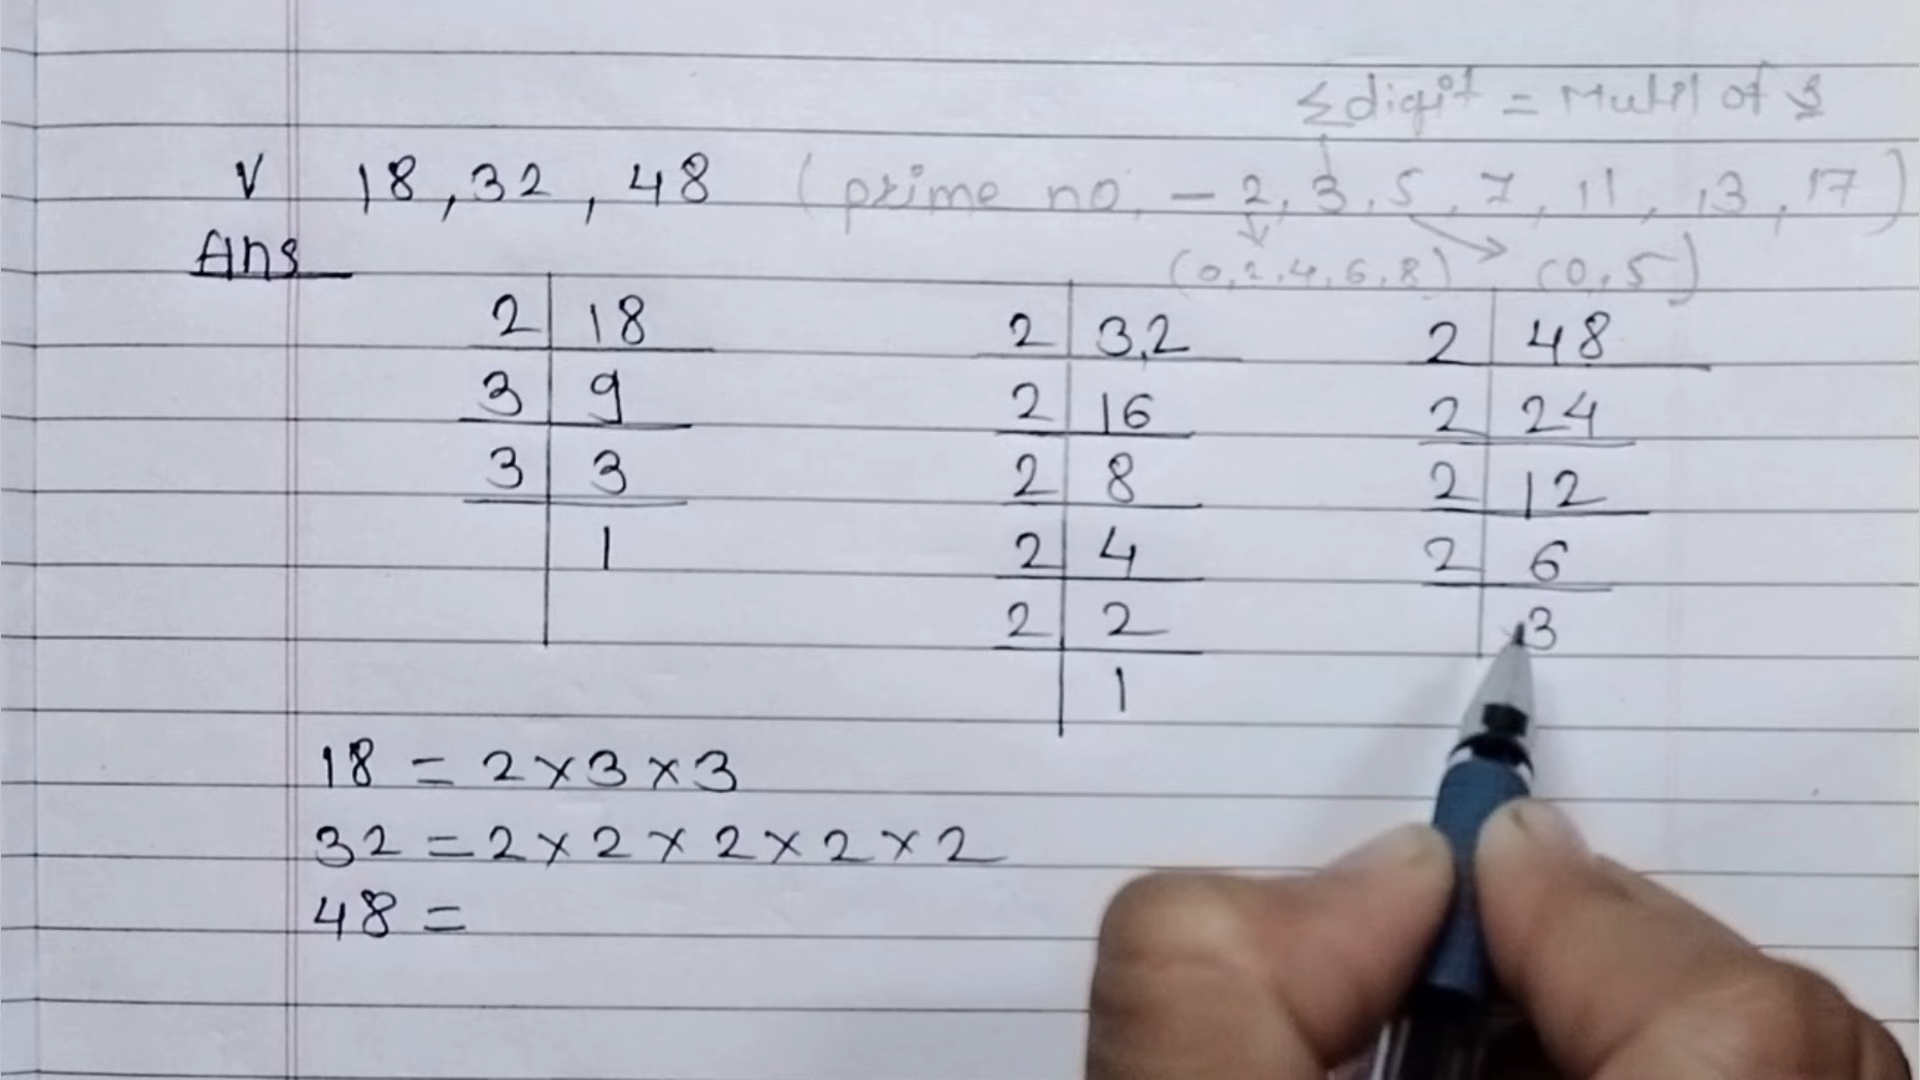 Σdigit = Multi of 3
V 18, 32, 48 (prime no. - 2, 3, 5, 7, 11, 13, 17)
Ans (0,2,4,6,8) (0,5)
2 18 2 32 2 48
3 9 2 16 2 24
3 3 2 8 2 12
1 2 4 2 6
2 2 3
1
18 = 2×3×3
32 = 2×2×2×2×2
48 =